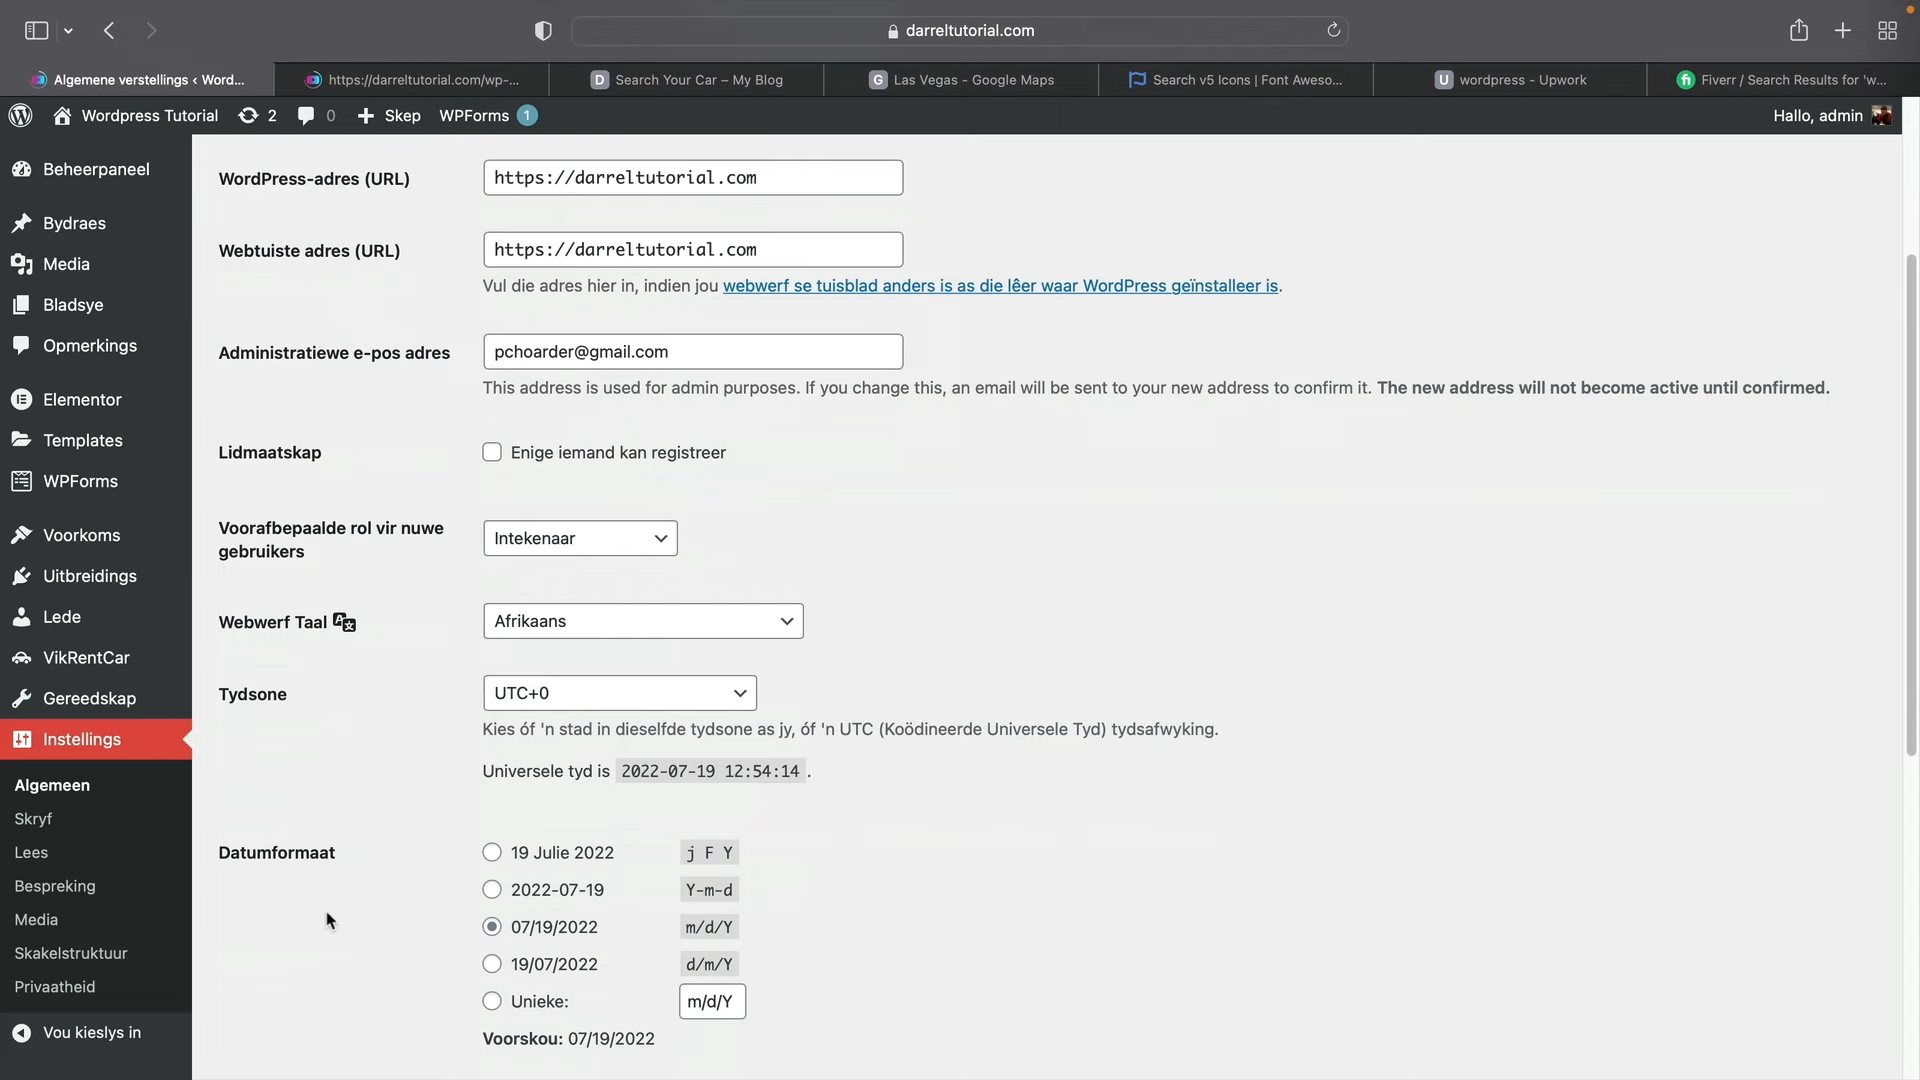 darreltutorial.com
Algemene verstellings ‹ Word...
https://darreltutorial.com/wp-...
D Search Your Car – My Blog
G Las Vegas - Google Maps
Search v5 Icons | Font Aweso...
U wordpress - Upwork
fi Fiverr / Search Results for 'w...
Wordpress Tutorial 2 0 Skep WPForms 1
Hallo, admin
Beheerpaneel
Bydraes
Media
Bladsye
Opmerkings
Elementor
Templates
WPForms
Voorkoms
Uitbreidings
Lede
VikRentCar
Gereedskap
Instellings
Algemeen
Skryf
Lees
Bespreking
Media
Skakelstruktuur
Privaatheid
Vou kieslys in
WordPress-adres (URL)
https://darreltutorial.com
Webtuiste adres (URL)
https://darreltutorial.com
Vul die adres hier in, indien jou webwerf se tuisblad anders is as die lêer waar WordPress geïnstalleer is.
Administratiewe e-pos adres
pchoarder@gmail.com
This address is used for admin purposes. If you change this, an email will be sent to your new address to confirm it. The new address will not become active until confirmed.
Lidmaatskap
Enige iemand kan registreer
Voorafbepaalde rol vir nuwe
gebruikers
Intekenaar
Webwerf Taal
Afrikaans
Tydsone
UTC+0
Kies óf 'n stad in dieselfde tydsone as jy, óf 'n UTC (Koödineerde Universele Tyd) tydsafwyking.
Universele tyd is 2022-07-19 12:54:14 .
Datumformaat
19 Julie 2022 j F Y
2022-07-19 Y-m-d
07/19/2022 m/d/Y
19/07/2022 d/m/Y
Unieke: m/d/Y
Voorskou: 07/19/2022